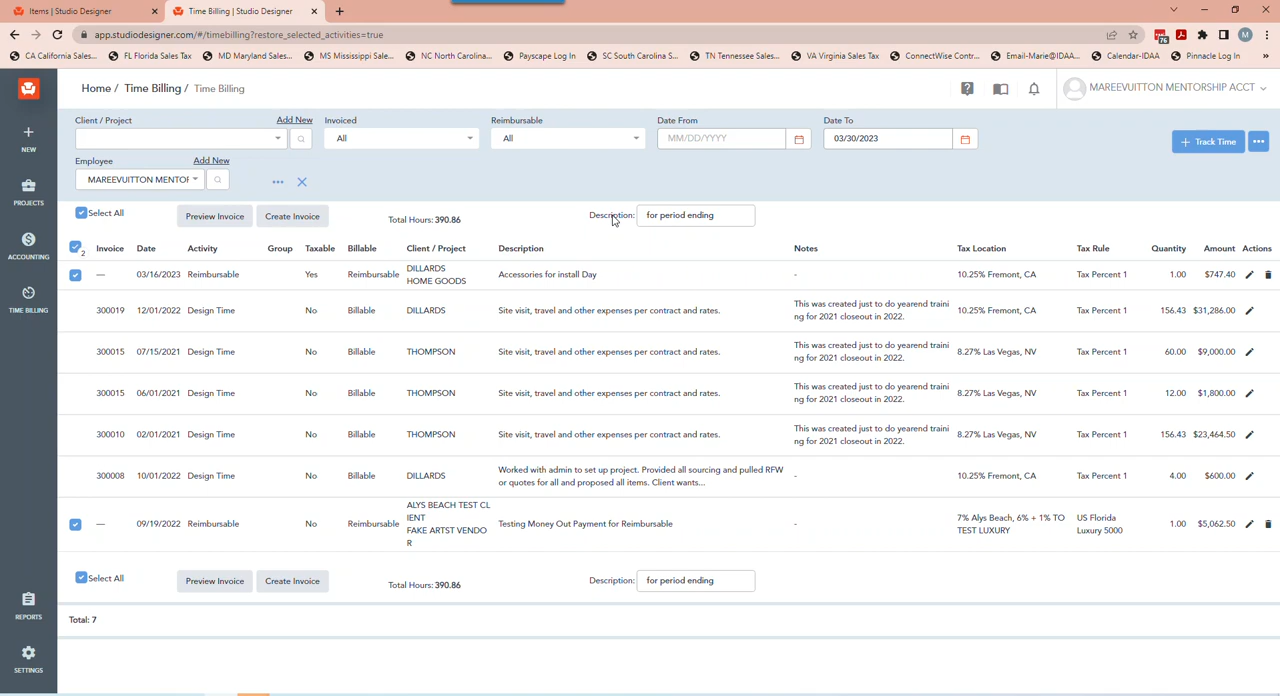 Items | Studio Designer
Time Billing | Studio Designer
app.studiodesigner.com/#/timebilling?restore_selected_activities=true
76
M
CA California Sales...
FL Florida Sales Tax
MD Maryland Sales...
MS Mississippi Sale...
NC North Carolina...
Payscape Log In
SC South Carolina S...
TN Tennessee Sales...
VA Virginia Sales Tax
ConnectWise Contr...
Email-Marie@IDAA...
Calendar-IDAA
Pinnacle Log In
»
Home / Time Billing / Time Billing
MAREEVUITTON MENTORSHIP ACCT
NEW
PROJECTS
ACCOUNTING
TIME BILLING
REPORTS
SETTINGS
Client / Project Add New Invoiced Reimbursable Date From Date To
All All MM/DD/YYYY 03/30/2023
+ Track Time
Employee Add New
MAREEVUITTON MENTOR
Select All Preview Invoice Create Invoice Total Hours: 390.86 Description: for period ending
2 Invoice Date Activity Group Taxable Billable Client / Project Description Notes Tax Location Tax Rule Quantity Amount Actions
— 03/16/2023 Reimbursable Yes Reimbursable DILLARDS
HOME GOODS Accessories for install Day - 10.25% Fremont, CA Tax Percent 1 1.00 $747.40
300019 12/01/2022 Design Time No Billable DILLARDS Site visit, travel and other expenses per contract and rates. This was created just to do yearend traini
ng for 2021 closeout in 2022. 10.25% Fremont, CA Tax Percent 1 156.43 $31,286.00
300015 07/15/2021 Design Time No Billable THOMPSON Site visit, travel and other expenses per contract and rates. This was created just to do yearend traini
ng for 2021 closeout in 2022. 8.27% Las Vegas, NV Tax Percent 1 60.00 $9,000.00
300015 06/01/2021 Design Time No Billable THOMPSON Site visit, travel and other expenses per contract and rates. This was created just to do yearend traini
ng for 2021 closeout in 2022. 8.27% Las Vegas, NV Tax Percent 1 12.00 $1,800.00
300010 02/01/2021 Design Time No Billable THOMPSON Site visit, travel and other expenses per contract and rates. This was created just to do yearend traini
ng for 2021 closeout in 2022. 8.27% Las Vegas, NV Tax Percent 1 156.43 $23,464.50
300008 10/01/2022 Design Time No Billable DILLARDS Worked with admin to set up project. Provided all sourcing and pulled RFW
or quotes for all and proposed all items. Client wants... - 10.25% Fremont, CA Tax Percent 1 4.00 $600.00
— 09/19/2022 Reimbursable No Reimbursable ALYS BEACH TEST CL
IENT
FAKE ARTST VENDO
R Testing Money Out Payment for Reimbursable - 7% Alys Beach, 6% + 1% TO
TEST LUXURY US Florida
Luxury 5000 1.00 $5,062.50
Select All Preview Invoice Create Invoice Total Hours: 390.86 Description: for period ending
Total: 7